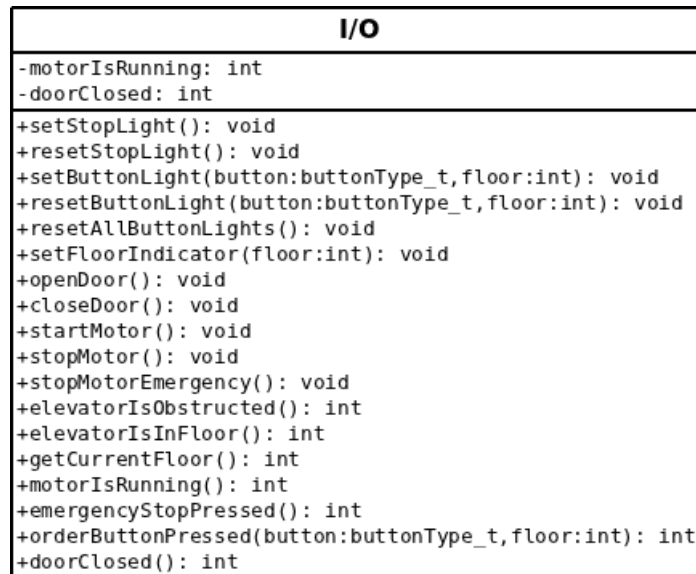 I/O
-motorIsRunning: int
-doorClosed: int
+setStopLight(): void
+resetStopLight(): void
+setButtonLight(button:buttonType_t,floor:int): void
+resetButtonLight(button:buttonType_t,floor:int): void
+resetAllButtonLights(): void
+setFloorIndicator(floor:int): void
+openDoor(): void
+closeDoor(): void
+startMotor(): void
+stopMotor(): void
+stopMotorEmergency(): void
+elevatorIsObstructed(): int
+elevatorIsInFloor(): int
+getCurrentFloor(): int
+motorIsRunning(): int
+emergencyStopPressed(): int
+orderButtonPressed(button:buttonType_t,floor:int): int
+doorClosed(): int